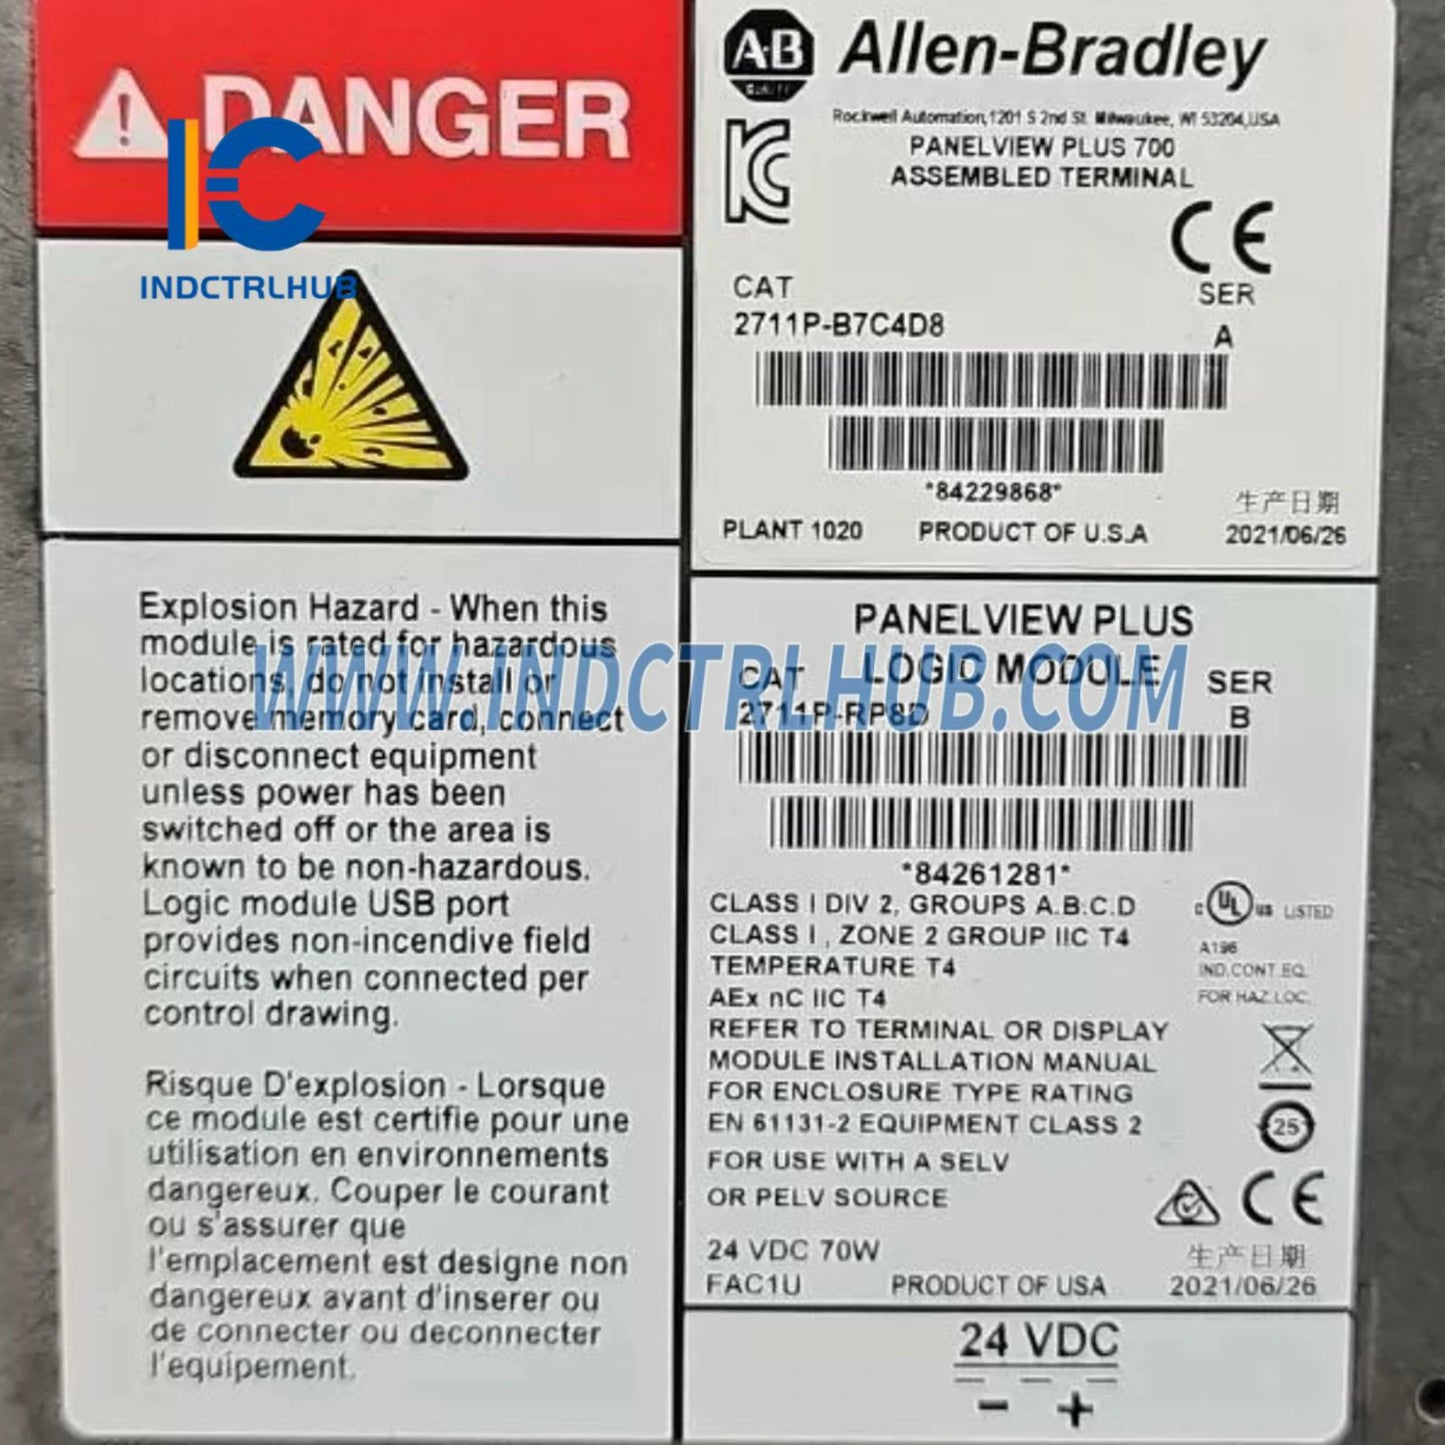 DANGER
INDCTRLHUB
Explosion Hazard - When this
module is rated for hazardous
locations, do not install or
remove memory card, connect
or disconnect equipment
unless power has been
switched off or the area is
known to be non-hazardous.
Logic module USB port
provides non-incendive field
circuits when connected per
control drawing.
Risque D'explosion - Lorsque
ce module est certifie pour une
utilisation en environnements
dangereux. Couper le courant
ou s'assurer que
l'emplacement est designe non
dangereux avant d'inserer ou
de connecter ou deconnecter
l'equipement.
A-B
QUALITY
Allen-Bradley
Rockwell Automation,1201 S 2nd St. Milwaukee, WI 53204,USA
PANELVIEW PLUS 700
ASSEMBLED TERMINAL
CE
CAT
SER
2711P-B7C4D8
A
*84229868*
生产日期
PLANT 1020
PRODUCT OF U.S.A
2021/06/26
PANELVIEW PLUS
LOGIC MODULE
CAT
SER
2711P-RP8D
B
WWW.INDCTRLHUB.COM
*84261281*
CLASS I DIV 2, GROUPS A.B.C.D
CLASS I , ZONE 2 GROUP IIC T4
TEMPERATURE T4
AEx nC IIC T4
REFER TO TERMINAL OR DISPLAY
MODULE INSTALLATION MANUAL
FOR ENCLOSURE TYPE RATING
EN 61131-2 EQUIPMENT CLASS 2
FOR USE WITH A SELV
OR PELV SOURCE
c UL us LISTED
A196
IND.CONT.EQ.
FOR HAZ.LOC.
25
CE
24 VDC 70W
生产日期
FAC1U
PRODUCT OF USA
2021/06/26
24 VDC
- +